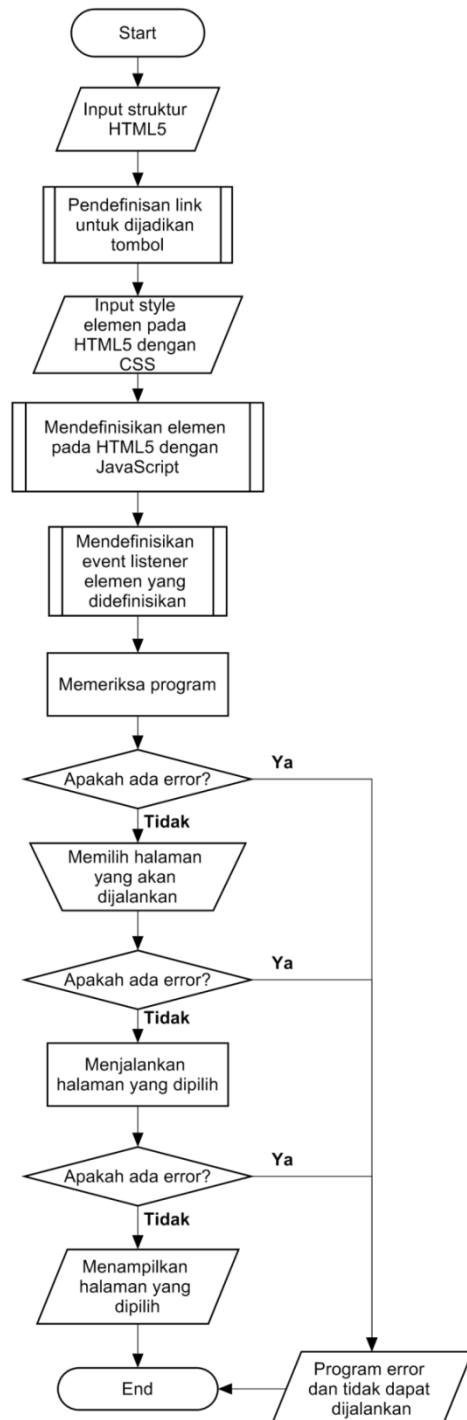 Start
Input struktur
HTML5
Pendefinisan link
untuk dijadikan
tombol
Input style
elemen pada
HTML5 dengan
CSS
Mendefinisikan elemen
pada HTML5 dengan
JavaScript
Mendefinisikan
event listener
elemen yang
didefinisikan
Memeriksa program
Apakah ada error?
Ya
Tidak
Memilih halaman
yang akan
dijalankan
Apakah ada error?
Ya
Tidak
Menjalankan
halaman yang dipilih
Apakah ada error?
Ya
Tidak
Menampilkan
halaman yang
dipilih
End
Program error
dan tidak dapat
dijalankan